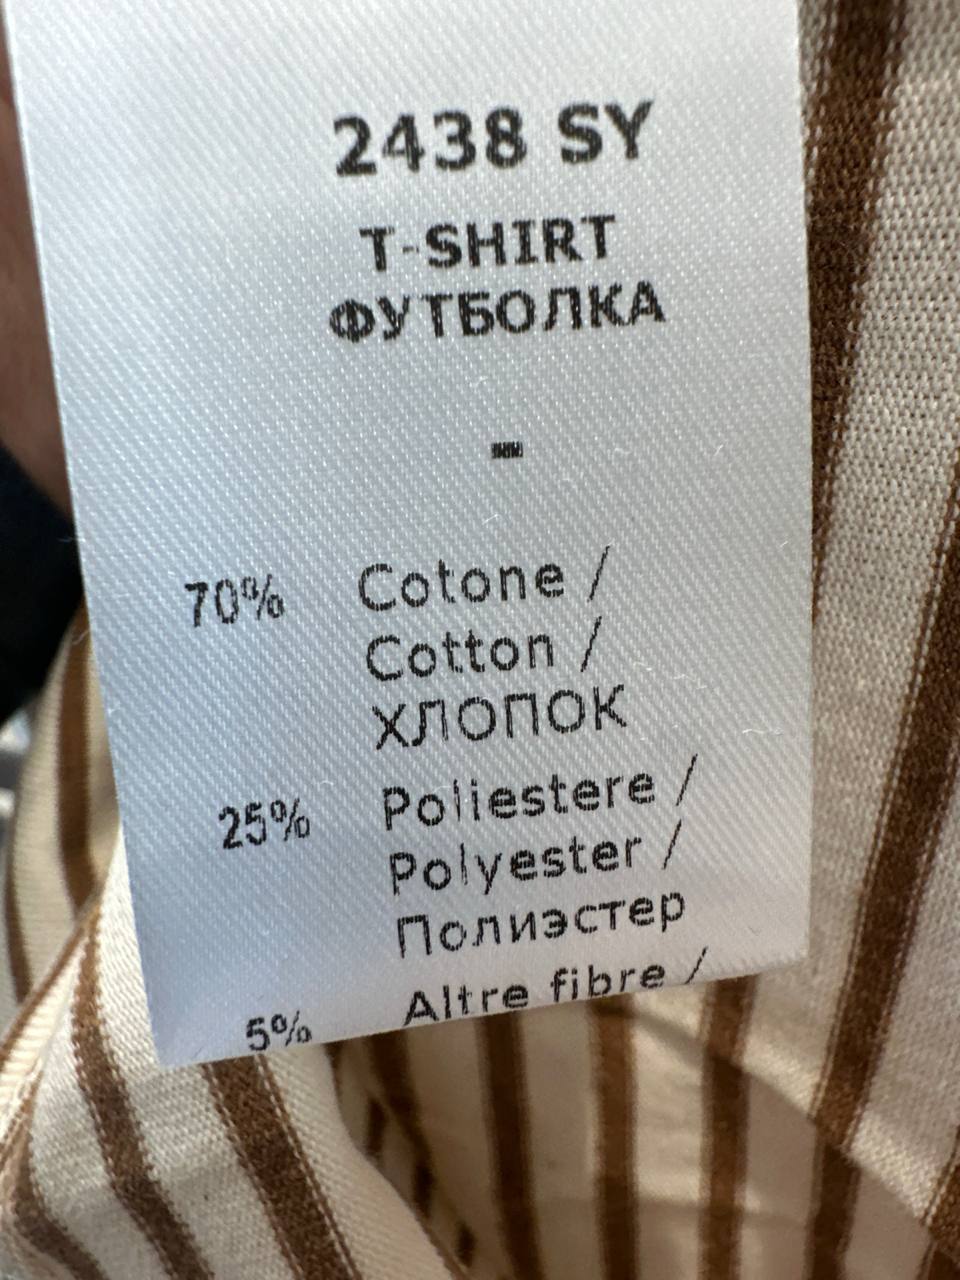 2438 SY
T-SHIRT
ФУТБОЛКА
-
70% Cotone /
Cotton /
ХЛОПОК
25% Poliestere /
Polyester /
Полиэстер
5% Altre fibre /